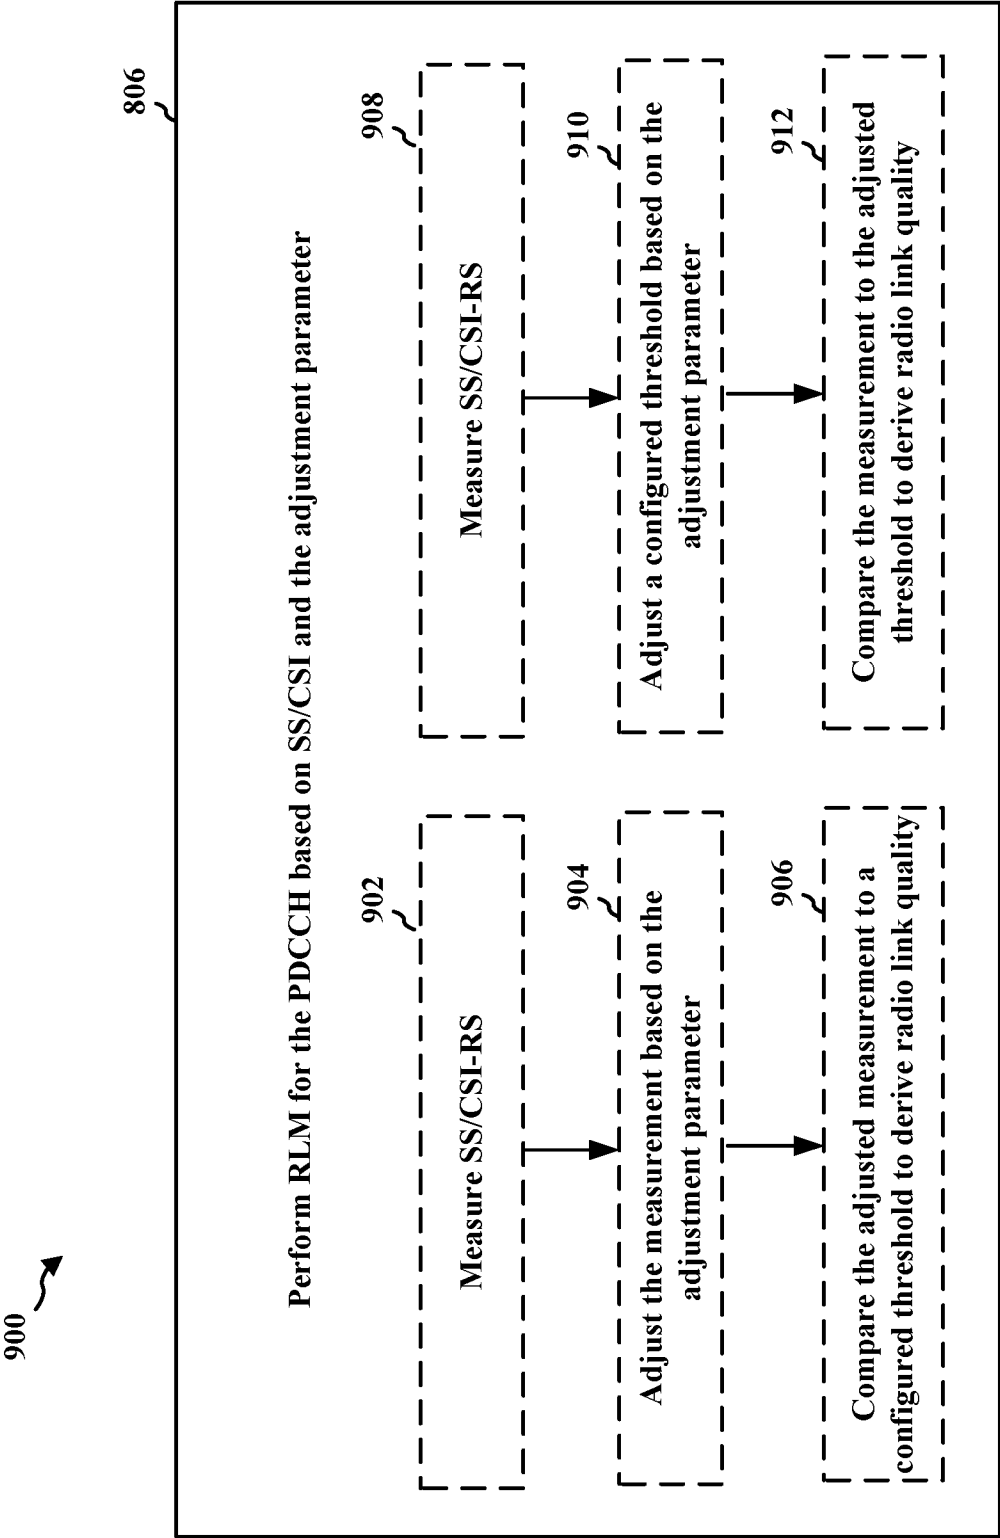 900
806
Perform RLM for the PDCCH based on SS/CSI and the adjustment parameter
902
Measure SS/CSI-RS
904
Adjust the measurement based on the
adjustment parameter
906
Compare the adjusted measurement to a
configured threshold to derive radio link quality
908
Measure SS/CSI-RS
910
Adjust a configured threshold based on the
adjustment parameter
912
Compare the measurement to the adjusted
threshold to derive radio link quality